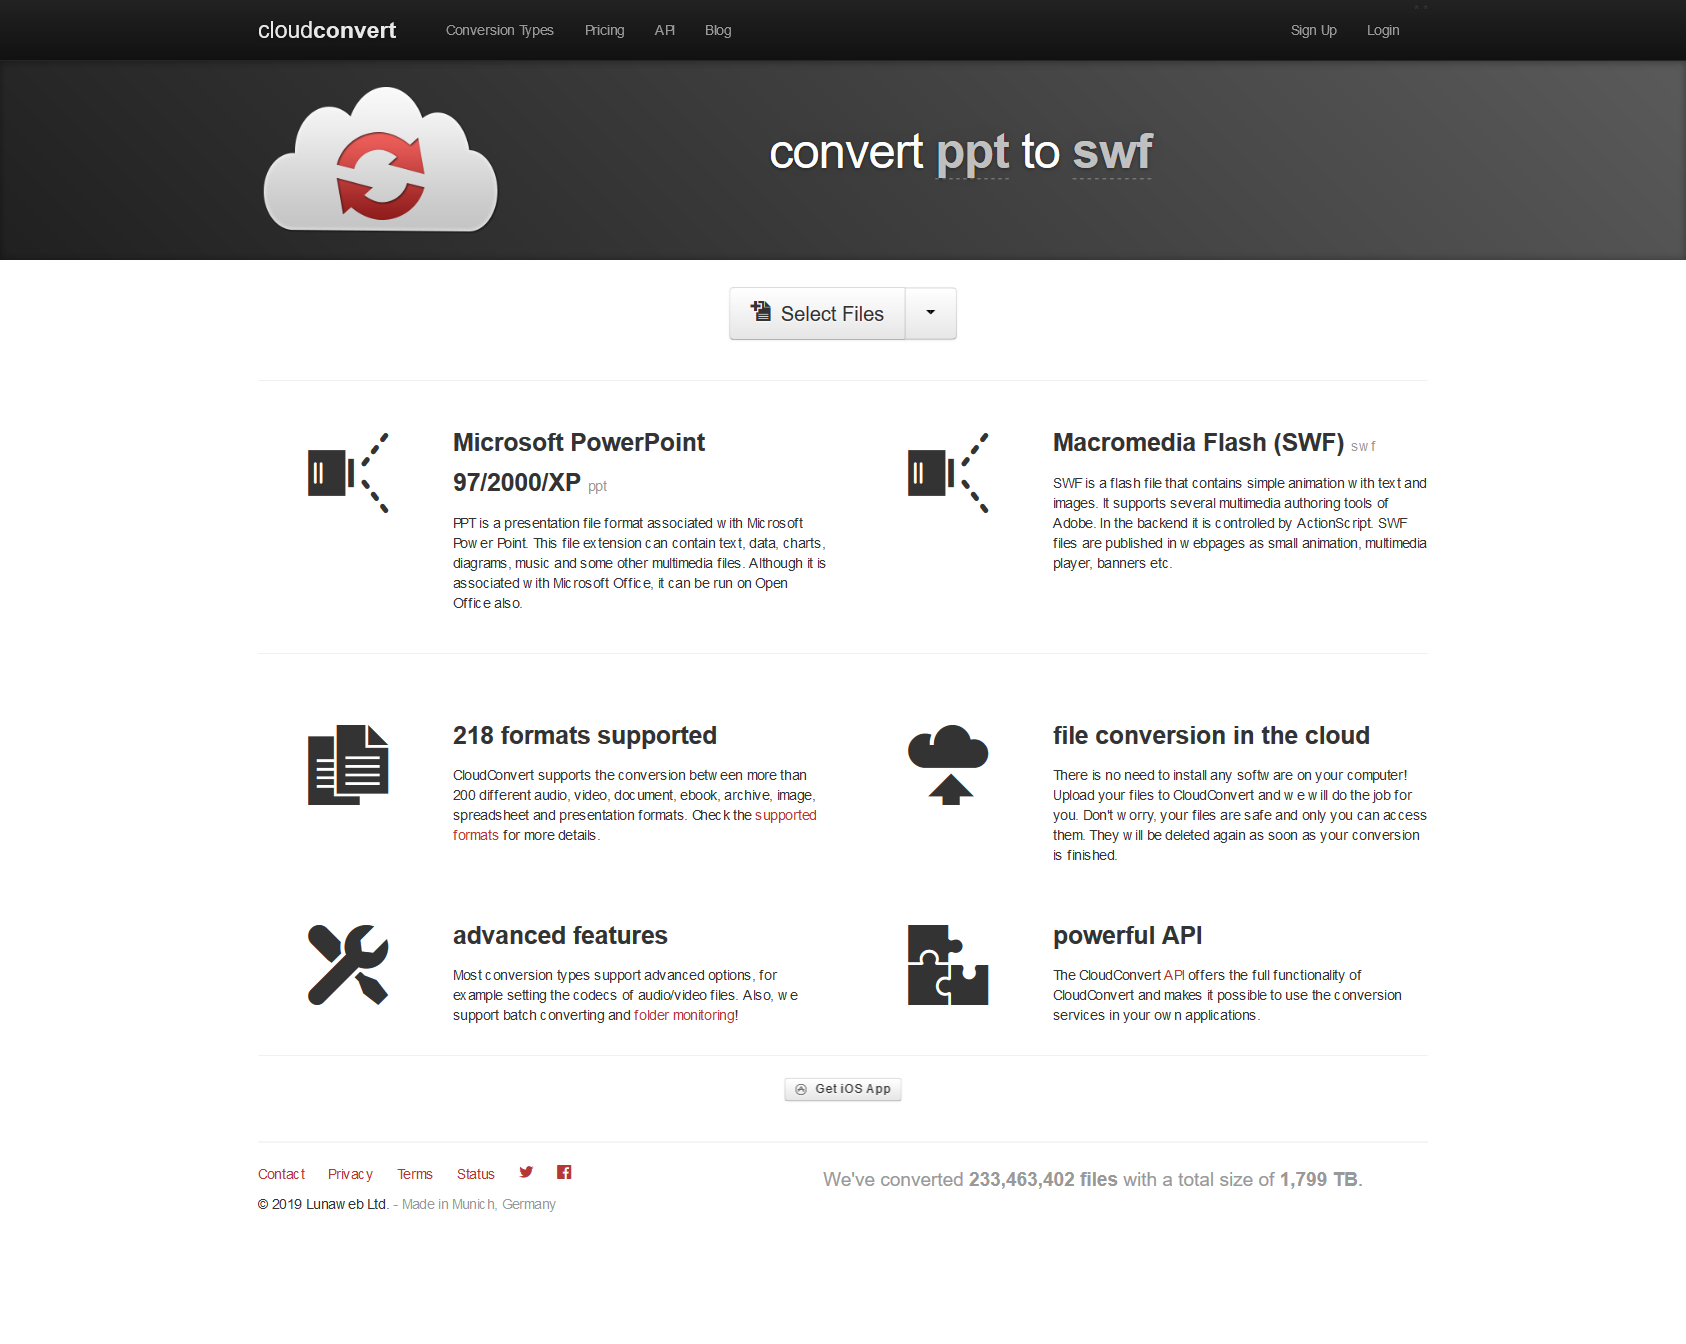 cloudconvert Conversion Types Pricing API Blog Sign Up Login
convert ppt to swf
Select Files
Microsoft PowerPoint
97/2000/XP ppt
PPT is a presentation file format associated with Microsoft
Power Point. This file extension can contain text, data, charts,
diagrams, music and some other multimedia files. Although it is
associated with Microsoft Office, it can be run on Open
Office also.
Macromedia Flash (SWF) swf
SWF is a flash file that contains simple animation with text and
images. It supports several multimedia authoring tools of
Adobe. In the backend it is controlled by ActionScript. SWF
files are published in webpages as small animation, multimedia
player, banners etc.
218 formats supported
CloudConvert supports the conversion between more than
200 different audio, video, document, ebook, archive, image,
spreadsheet and presentation formats. Check the supported
formats for more details.
file conversion in the cloud
There is no need to install any software on your computer!
Upload your files to CloudConvert and we will do the job for
you. Don't worry, your files are safe and only you can access
them. They will be deleted again as soon as your conversion
is finished.
advanced features
Most conversion types support advanced options, for
example setting the codecs of audio/video files. Also, we
support batch converting and folder monitoring!
powerful API
The CloudConvert API offers the full functionality of
CloudConvert and makes it possible to use the conversion
services in your own applications.
Get iOS App
Contact Privacy Terms Status
© 2019 Lunaweb Ltd. - Made in Munich, Germany
We've converted 233,463,402 files with a total size of 1,799 TB.